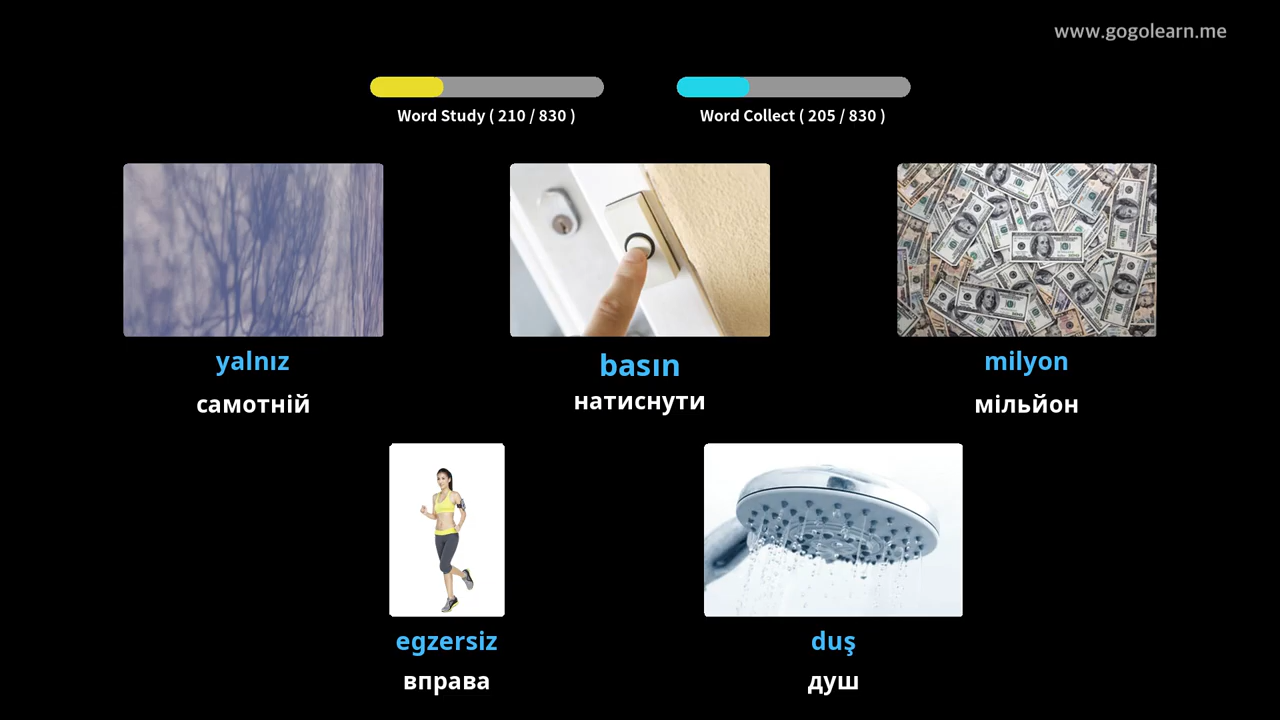 www.gogolearn.me
Word Study ( 210 / 830 )
Word Collect ( 205 / 830 )
yalnız
basın
milyon
самотній
натиснути
мільйон
egzersiz
duş
вправа
душ